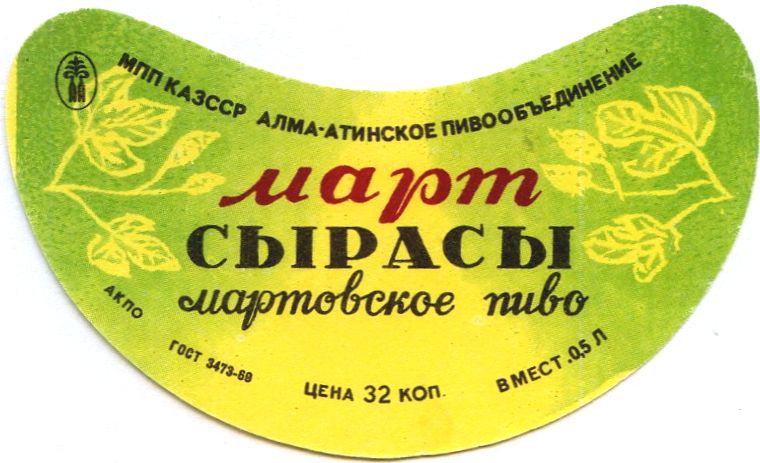 МПП КАЗССР АЛМА-АТИНСКОЕ ПИВООБЪЕДИНЕНИЕ
март
СЫРАСЫ
мартовское пиво
АКПО
ГОСТ 3473-69
ЦЕНА 32 КОП.
ВМЕСТ. 0,5 Л